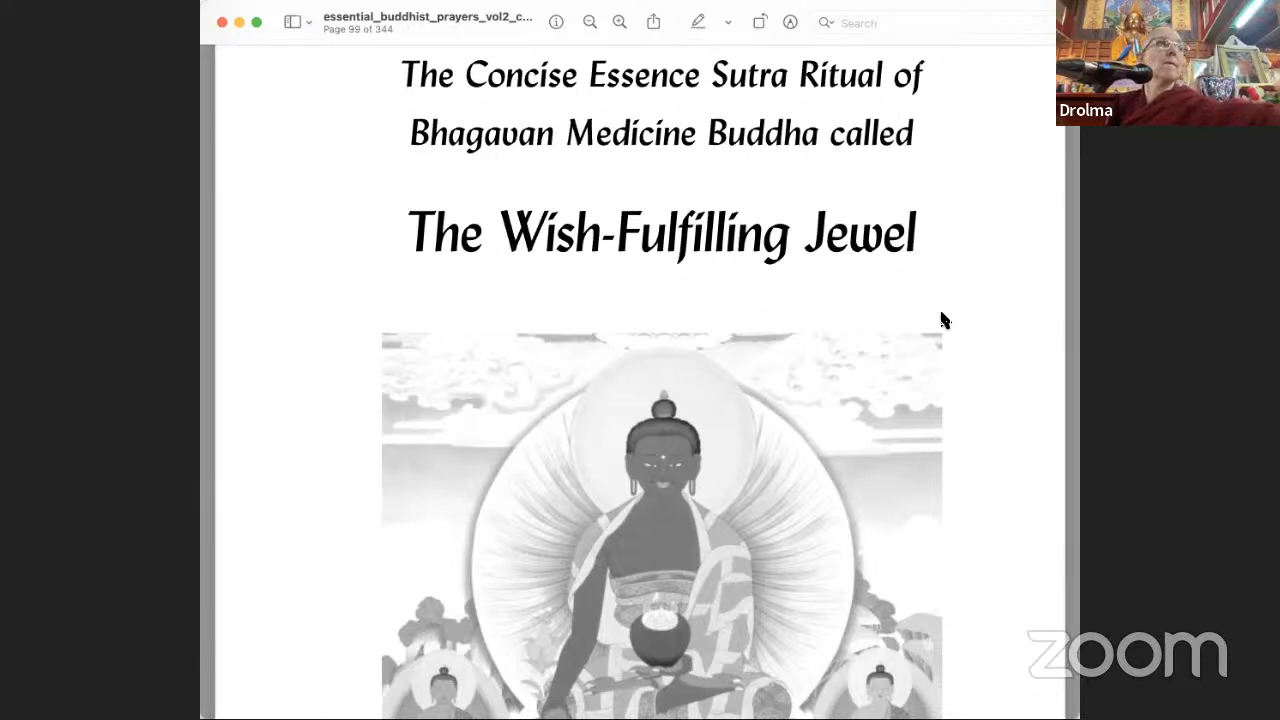 essential_buddhist_prayers_vol2_c...
Page 99 of 344
Search
The Concise Essence Sutra Ritual of
Bhagavan Medicine Buddha called
The Wish-Fulfilling Jewel
Drolma
zoom